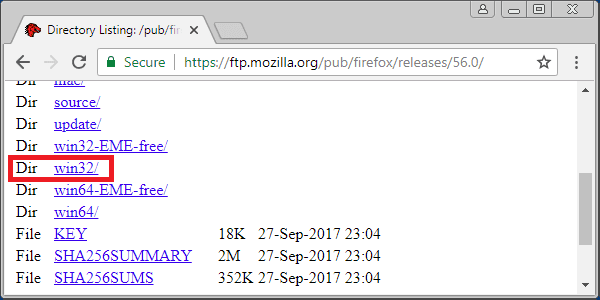 Directory Listing: /pub/firef
Secure https://ftp.mozilla.org/pub/firefox/releases/56.0/
Dir mac/
Dir source/
Dir update/
Dir win32-EME-free/
Dir win32/
Dir win64-EME-free/
Dir win64/
File KEY 18K 27-Sep-2017 23:04
File SHA256SUMMARY 2M 27-Sep-2017 23:04
File SHA256SUMS 352K 27-Sep-2017 23:04